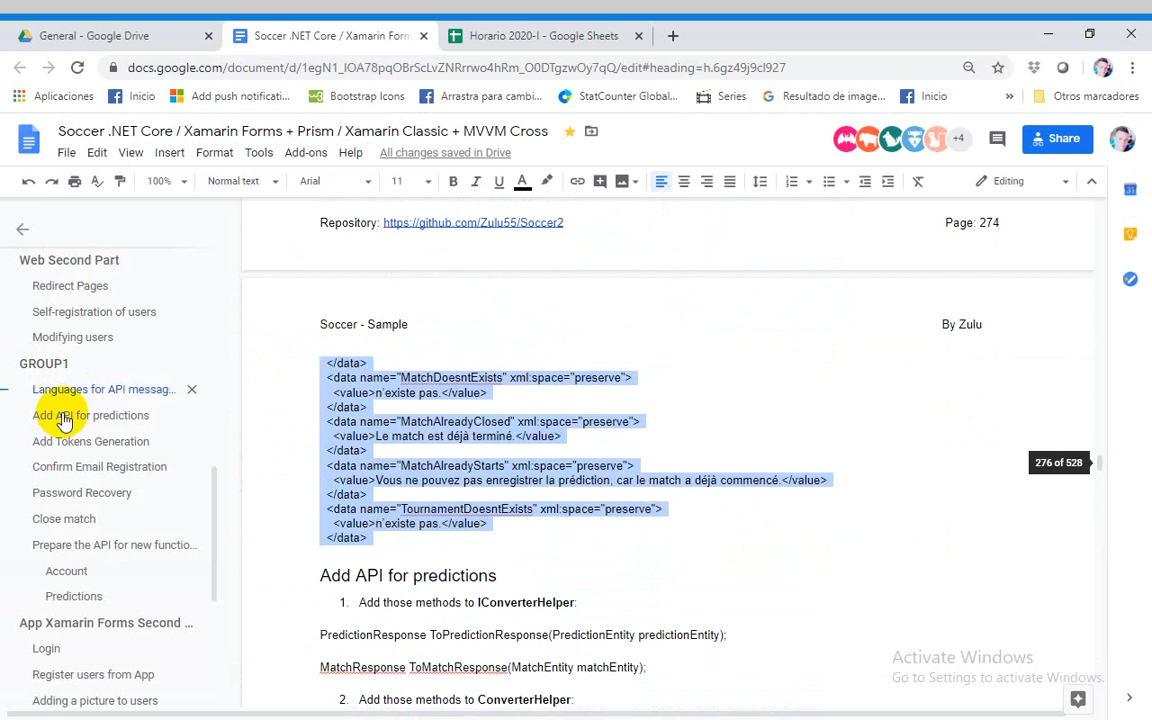 General - Google Drive
Soccer .NET Core / Xamarin Form
Horario 2020-I - Google Sheets
docs.google.com/document/d/1egN1_IOA78pqOBrScLvZNRrrwo4hRm_O0DTgzwOy7qQ/edit#heading=h.6gz49j9cl927
Aplicaciones
Inicio
Add push notificati...
Bootstrap Icons
Arrastra para cambi...
StatCounter Global...
Series
Resultado de image...
Inicio
»
Otros marcadores
Soccer .NET Core / Xamarin Forms + Prism / Xamarin Classic + MVVM Cross
+4
Share
File Edit View Insert Format Tools Add-ons Help All changes saved in Drive
100% Normal text Arial 11 B I U A Editing
Web Second Part
Redirect Pages
Self-registration of users
Modifying users
GROUP1
Languages for API messag...
Add API for predictions
Add Tokens Generation
Confirm Email Registration
Password Recovery
Close match
Prepare the API for new functio...
Account
Predictions
App Xamarin Forms Second ...
Login
Register users from App
Adding a picture to users
Repository: https://github.com/Zulu55/Soccer2 Page: 274
Soccer - Sample By Zulu
</data>
<data name="MatchDoesntExists" xml:space="preserve">
<value>n'existe pas.</value>
</data>
<data name="MatchAlreadyClosed" xml:space="preserve">
<value>Le match est déjà terminé.</value>
</data>
<data name="MatchAlreadyStarts" xml:space="preserve">
<value>Vous ne pouvez pas enregistrer la prédiction, car le match a déjà commencé.</value>
</data>
<data name="TournamentDoesntExists" xml:space="preserve">
<value>n'existe pas.</value>
</data>
276 of 528
Add API for predictions
1. Add those methods to IConverterHelper:
PredictionResponse ToPredictionResponse(PredictionEntity predictionEntity);
MatchResponse ToMatchResponse(MatchEntity matchEntity);
2. Add those methods to ConverterHelper:
Activate Windows
Go to Settings to activate Windows.